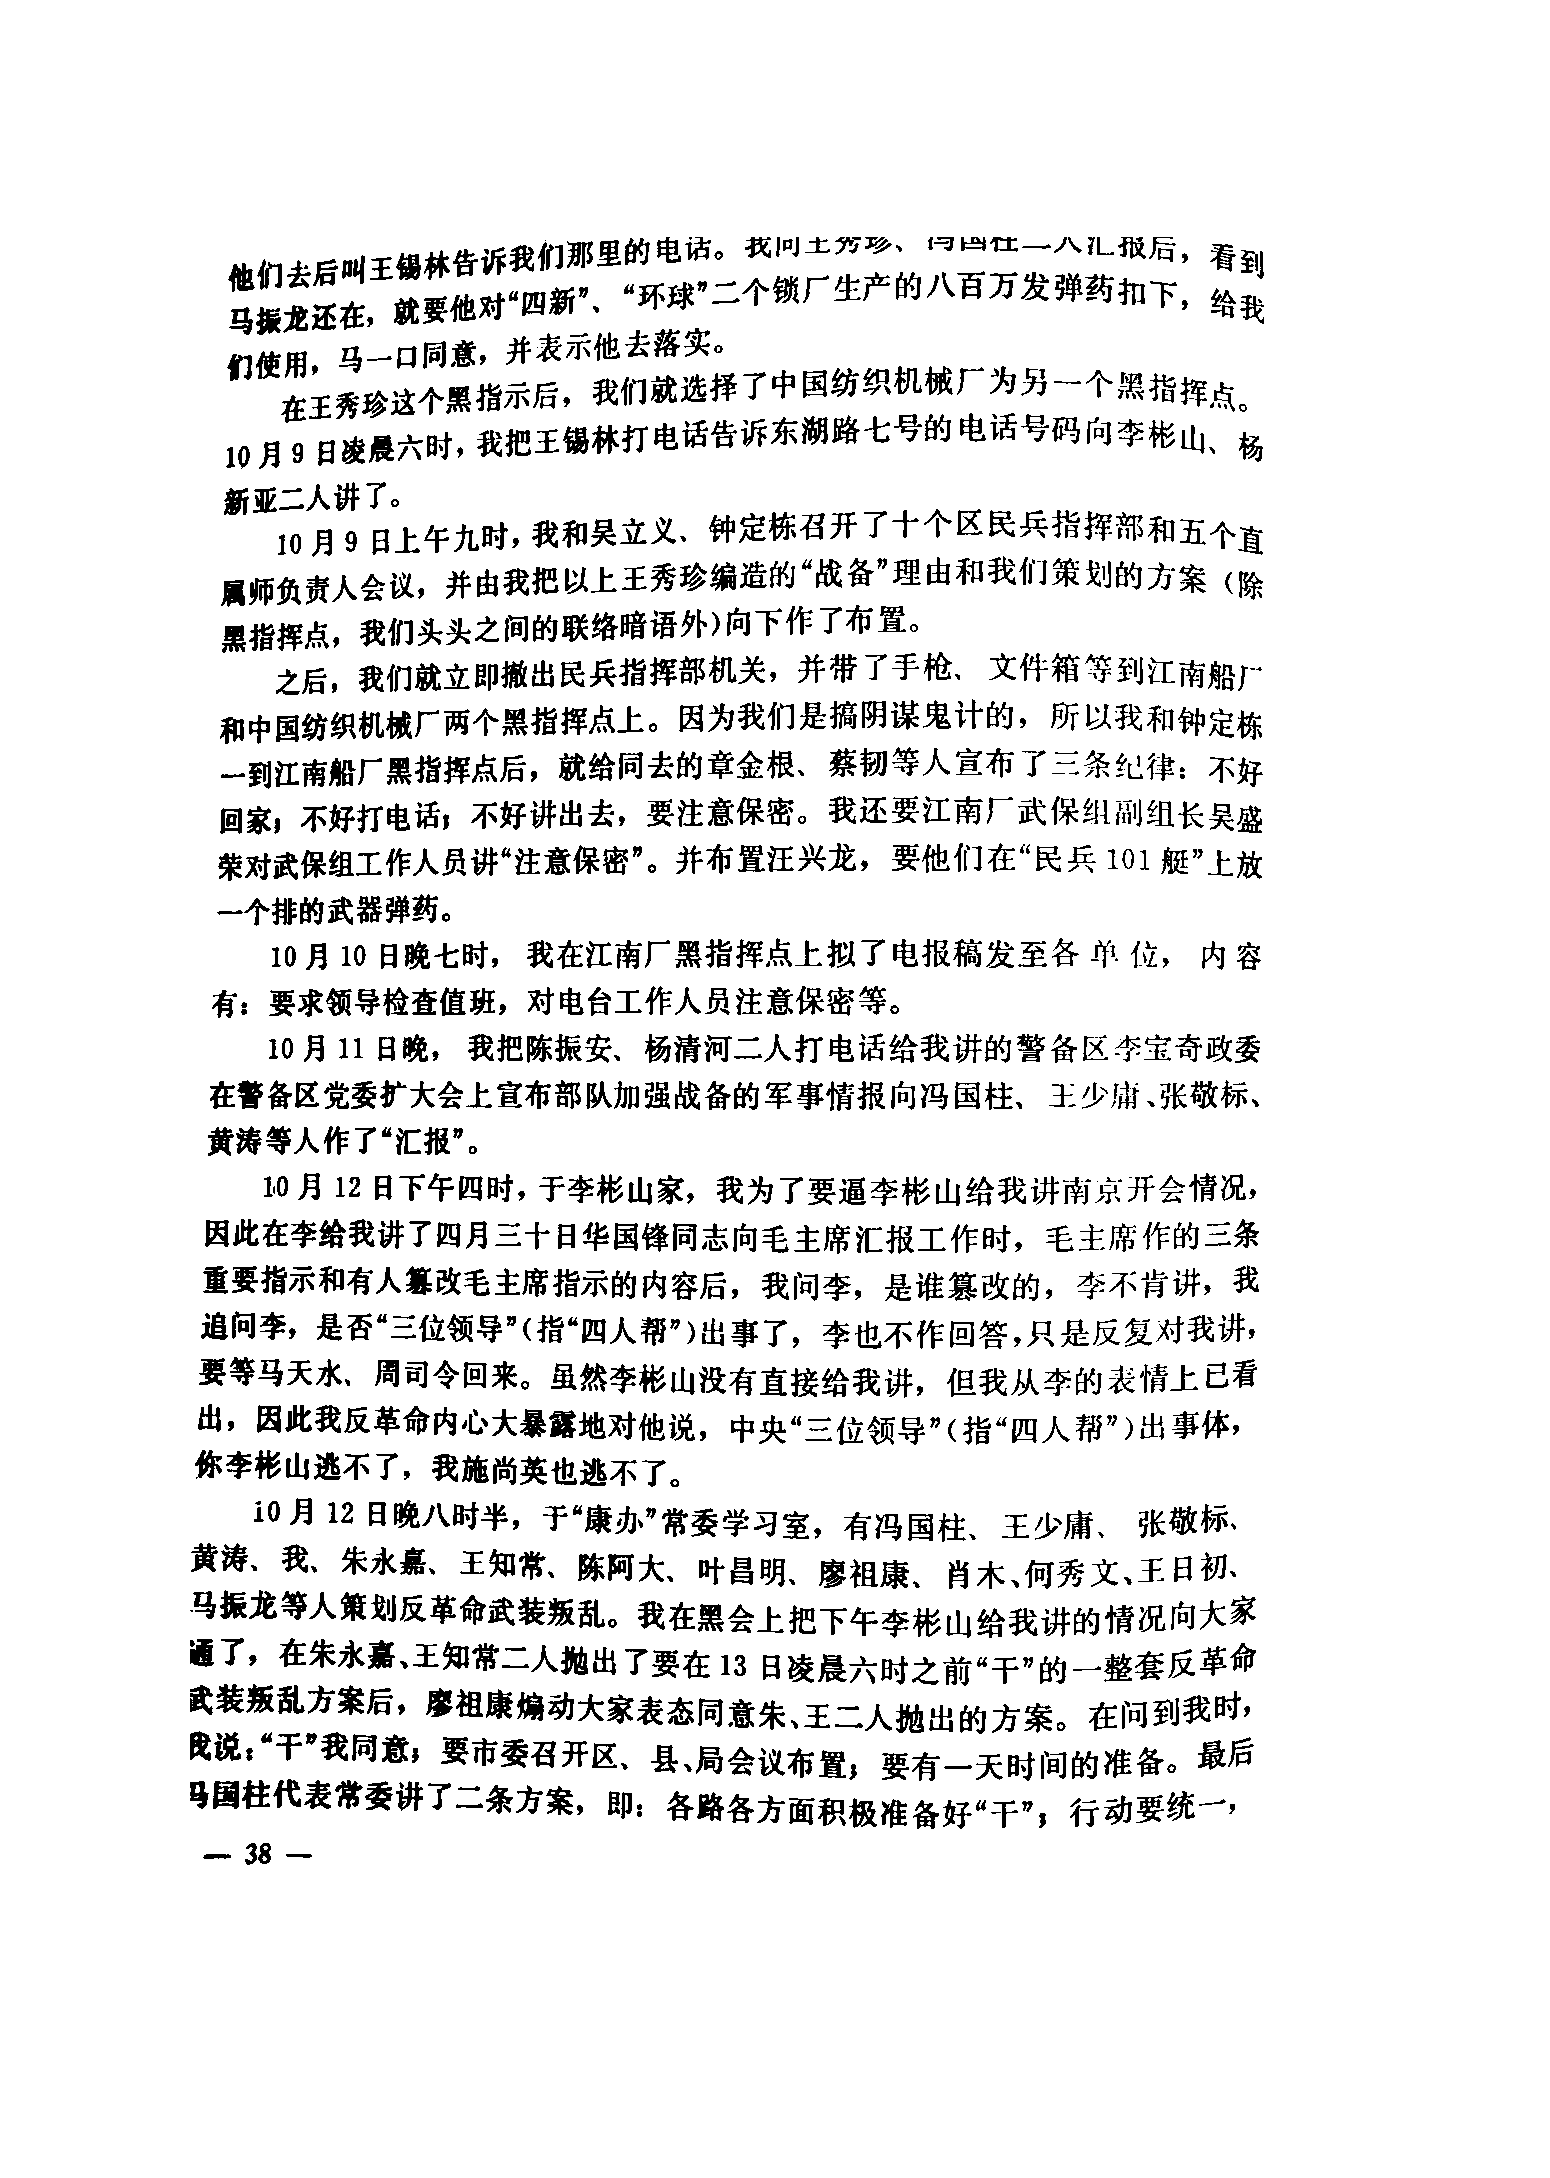 他们去后叫王锡林告诉我们那里的电话。我向王秀珍、冯国柱二人汇报后，看到
马振龙还在，就要他对“四新”、“环球”二个锁厂生产的八百万发弹药扣下，给我
们使用，马一口同意，并表示他去落实。
在王秀珍这个黑指示后，我们就选择了中国纺织机械厂为另一个黑指挥点。
10月9日凌晨六时，我把王锡林打电话告诉东湖路七号的电话号码向李彬山、杨
新亚二人讲了。
10月9日上午九时，我和吴立义、钟定栋召开了十个区民兵指挥部和五个直
属师负责人会议，并由我把以上王秀珍编造的“战备”理由和我们策划的方案（除
黑指挥点，我们头头之间的联络暗语外）向下作了布置。
之后，我们就立即撤出民兵指挥部机关，并带了手枪、文件箱等到江南船厂
和中国纺织机械厂两个黑指挥点上。因为我们是搞阴谋鬼计的，所以我和钟定栋
一到江南船厂黑指挥点后，就给同去的章金根、蔡韧等人宣布了三条纪律：不好
回家；不好打电话；不好讲出去，要注意保密。我还要江南厂武保组副组长吴盛
荣对武保组工作人员讲“注意保密”。并布置汪兴龙，要他们在“民兵101艇”上放
一个排的武器弹药。
10月10日晚七时，我在江南厂黑指挥点上拟了电报稿发至各单位，内容
有：要求领导检查值班，对电台工作人员注意保密等。
10月11日晚，我把陈振安、杨清河二人打电话给我讲的警备区李宝奇政委
在警备区党委扩大会上宣布部队加强战备的军事情报向冯国柱、王少庸、张敬标、
黄涛等人作了“汇报”。
10月12日下午四时，于李彬山家，我为了要逼李彬山给我讲南京开会情况，
因此在李给我讲了四月三十日华国锋同志向毛主席汇报工作时，毛主席作的三条
重要指示和有人篡改毛主席指示的内容后，我问李，是谁篡改的，李不肯讲，我
追问李，是否“三位领导”（指“四人帮”）出事了，李也不作回答，只是反复对我讲，
要等马天水、周司令回来。虽然李彬山没有直接给我讲，但我从李的表情上已看
出，因此我反革命内心大暴露地对他说，中央“三位领导”（指“四人帮”）出事体，
你李彬山逃不了，我施尚英也逃不了。
10月12日晚八时半，于“康办”常委学习室，有冯国柱、王少庸、张敬标、
黄涛、我、朱永嘉、王知常、陈阿大、叶昌明、廖祖康、肖木、何秀文、王日初、
马振龙等人策划反革命武装叛乱。我在黑会上把下午李彬山给我讲的情况向大家
通了，在朱永嘉、王知常二人抛出了要在13日凌晨六时之前“干”的一整套反革命
武装叛乱方案后，廖祖康煽动大家表态同意朱、王二人抛出的方案。在问到我时，
我说：“干”我同意；要市委召开区、县、局会议布置；要有一天时间的准备。最后
冯国柱代表常委讲了二条方案，即：各路各方面积极准备好“干”；行动要统一，
— 38 —